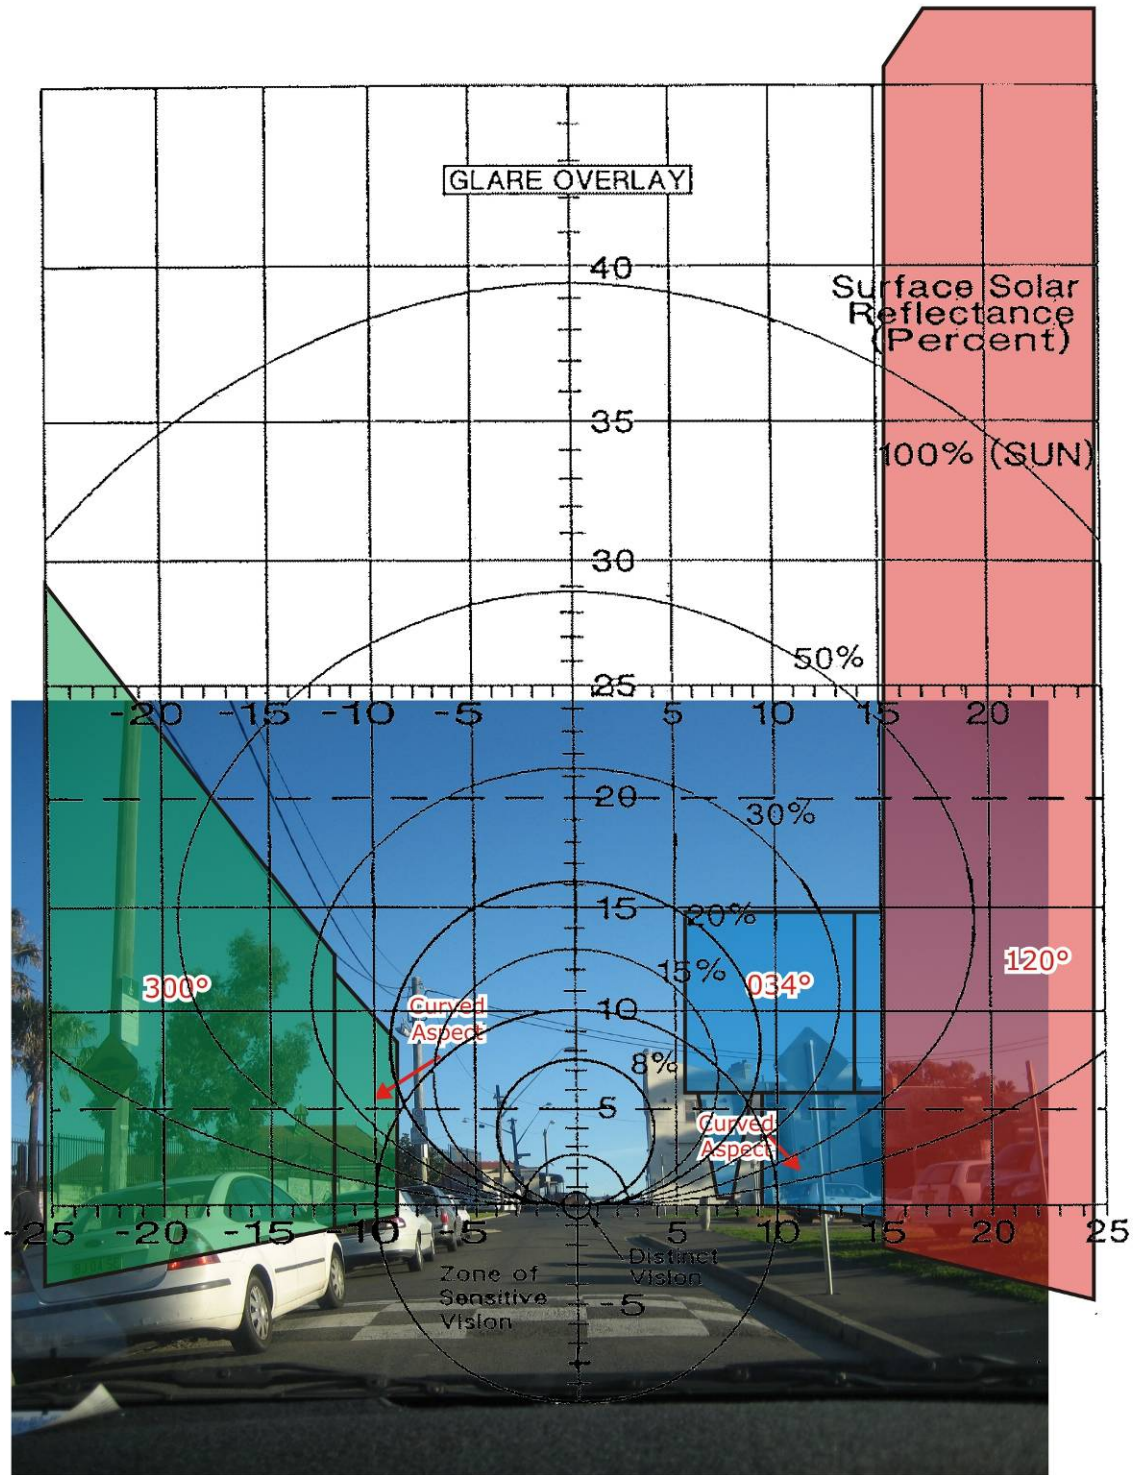 GLARE OVERLAY
40
Surface Solar
Reflectance
(Percent)
35
100% (SUN)
30
50%
25
-20 -15 -10 -5 5 10 15 20
20
30%
15
20%
15%
300°
034°
120°
10
Curved
Aspect
8%
5
Curved
Aspect
-25 -20 -15 -10 -5 5 10 15 20 25
Distinct
Vision
Zone of
Sensitive
Vision
-5